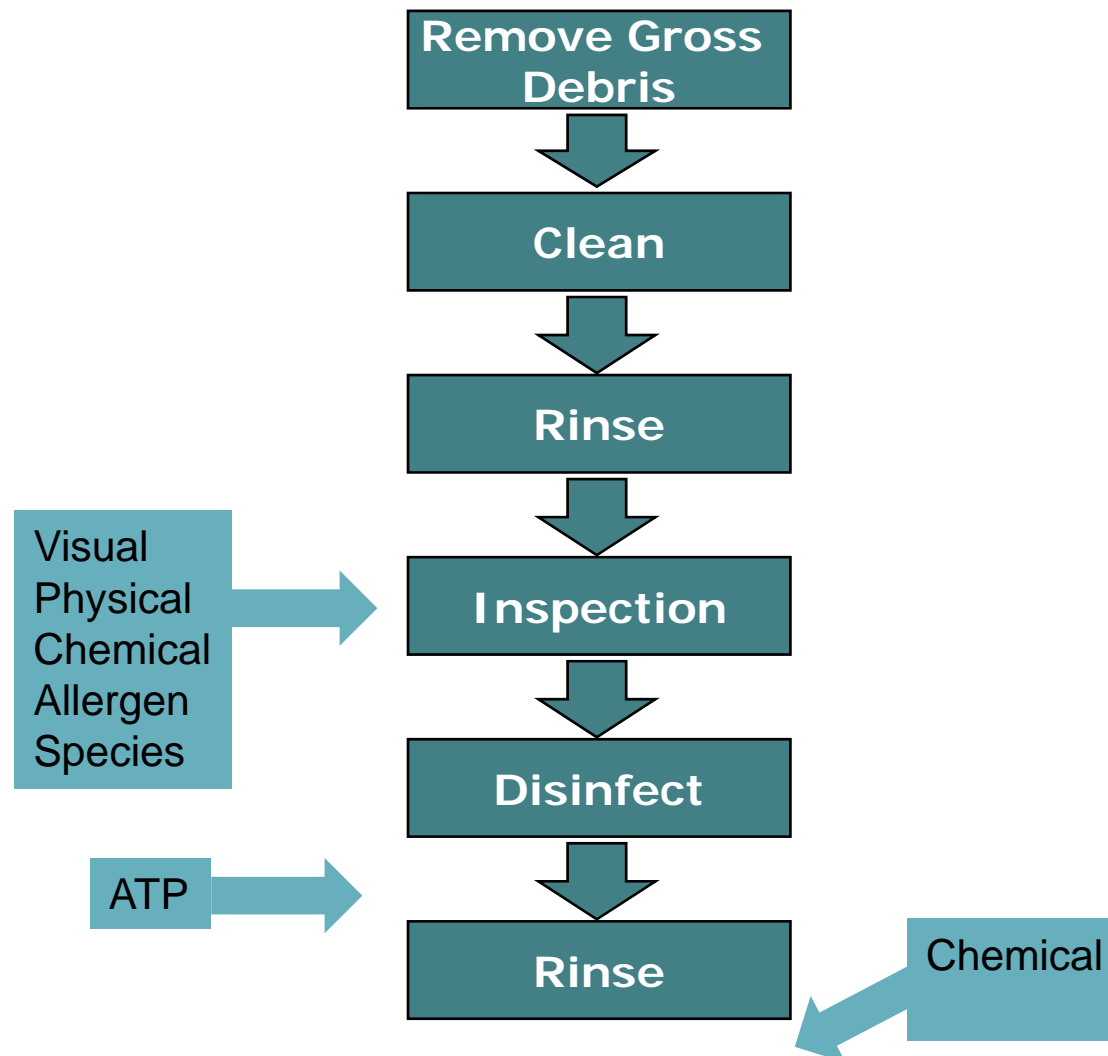 Remove Gross
Debris
Clean
Rinse
Visual
Physical
Chemical
Allergen
Species
Inspection
Disinfect
ATP
Rinse
Chemical